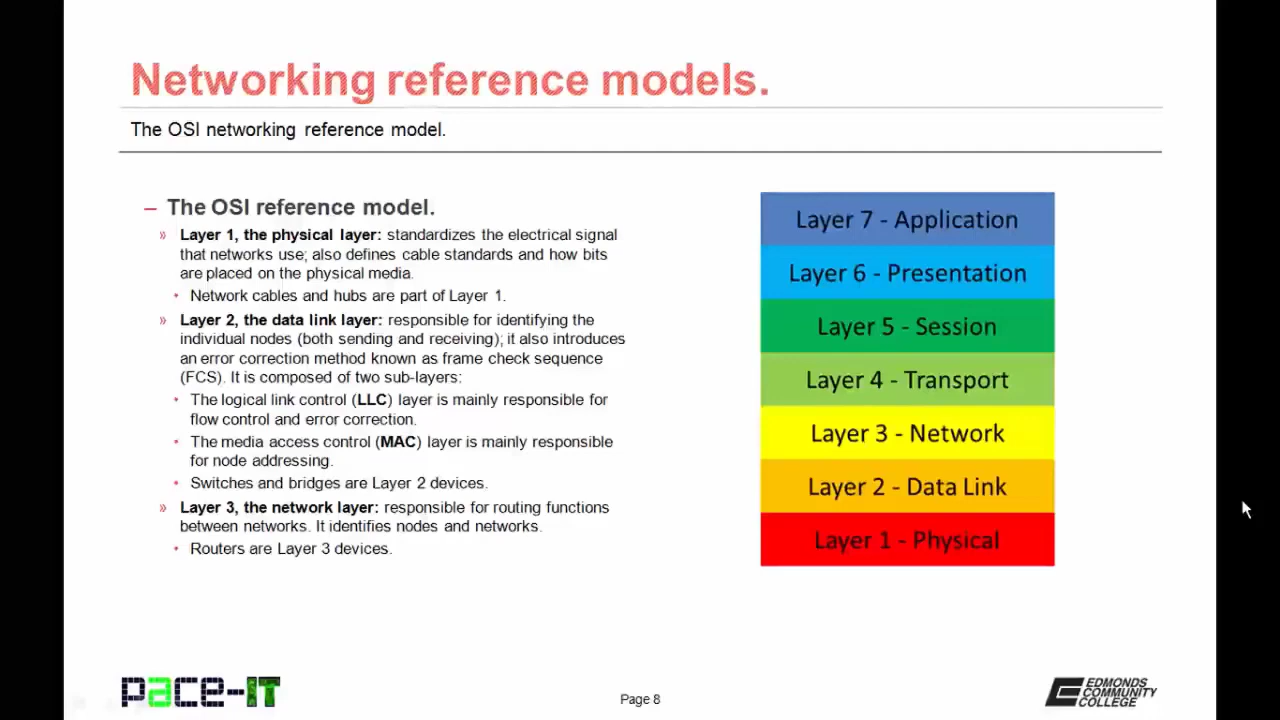 Networking reference models.
The OSI networking reference model.
– The OSI reference model.
» Layer 1, the physical layer: standardizes the electrical signal
that networks use; also defines cable standards and how bits
are placed on the physical media.
• Network cables and hubs are part of Layer 1.
» Layer 2, the data link layer: responsible for identifying the
individual nodes (both sending and receiving); it also introduces
an error correction method known as frame check sequence
(FCS). It is composed of two sub-layers:
• The logical link control (LLC) layer is mainly responsible for
flow control and error correction.
• The media access control (MAC) layer is mainly responsible
for node addressing.
• Switches and bridges are Layer 2 devices.
» Layer 3, the network layer: responsible for routing functions
between networks. It identifies nodes and networks.
• Routers are Layer 3 devices.
Layer 7 - Application
Layer 6 - Presentation
Layer 5 - Session
Layer 4 - Transport
Layer 3 - Network
Layer 2 - Data Link
Layer 1 - Physical
pace-IT
Page 8
EDMONDS
COMMUNITY
COLLEGE